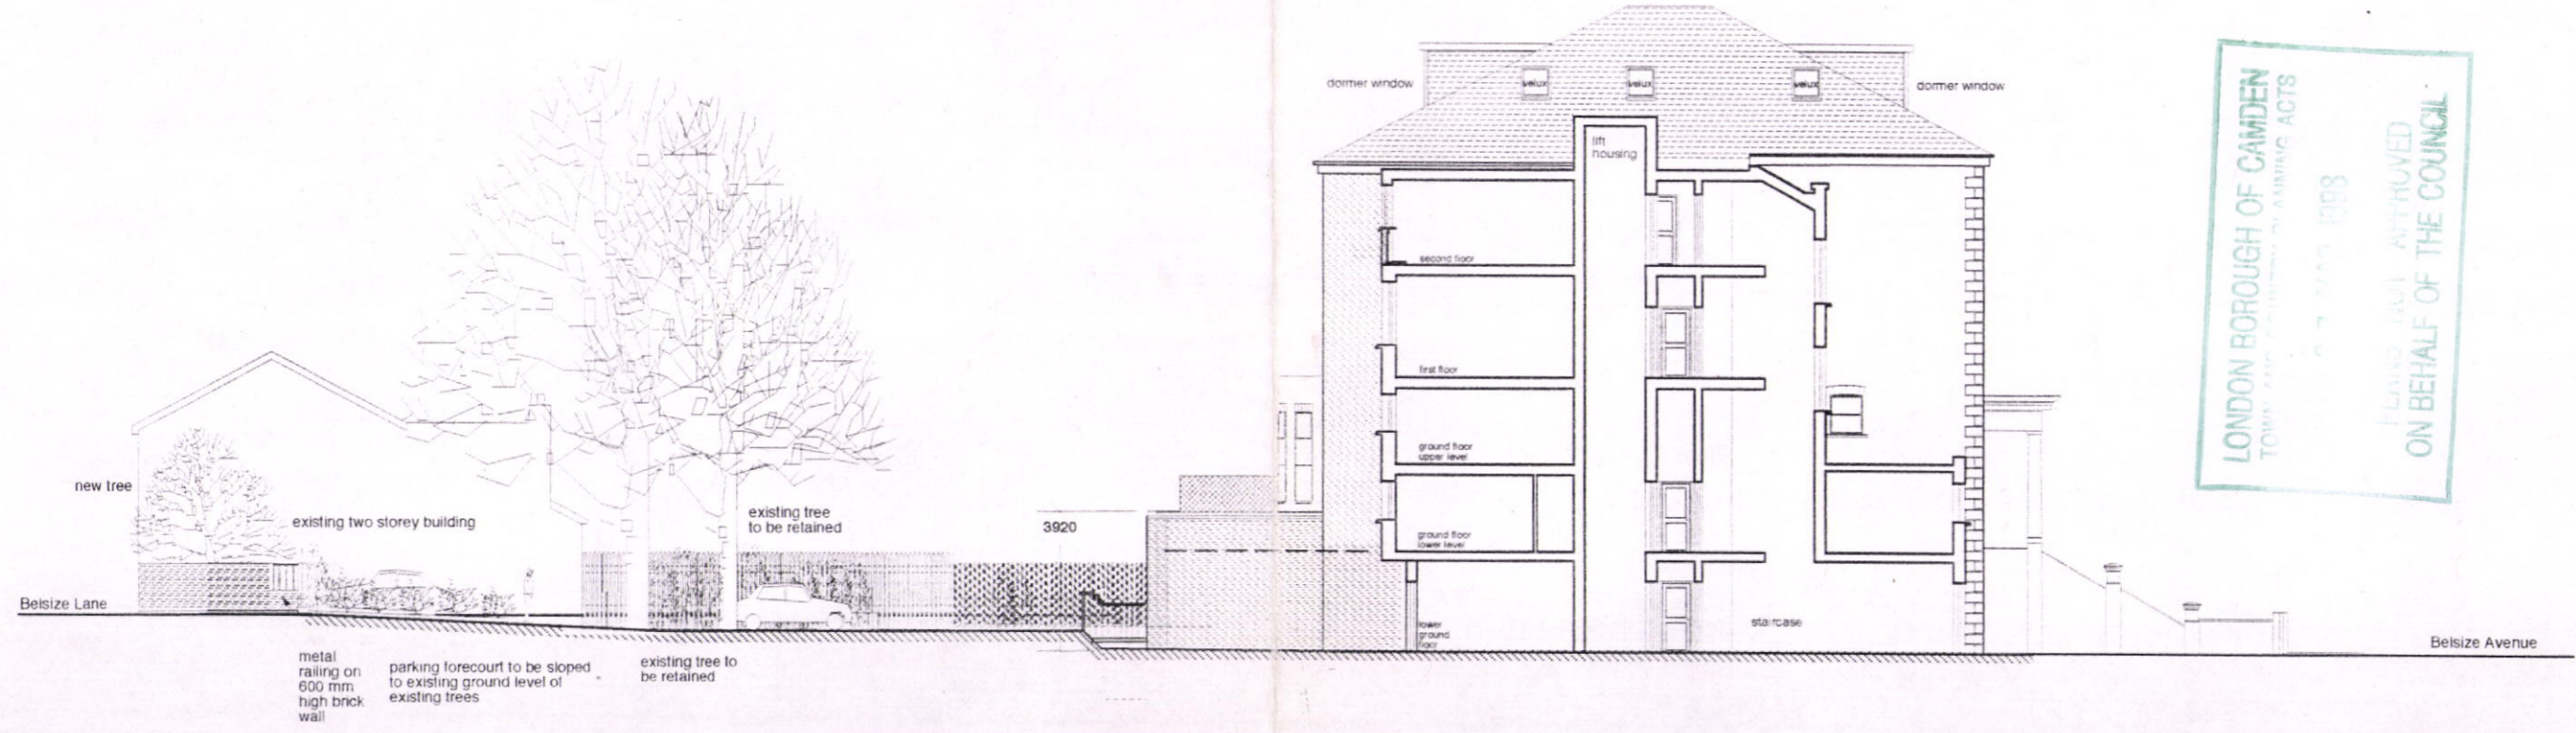 dormer window
velux
velux
velux
dormer window
lift
housing
second floor
first floor
ground floor
upper level
ground floor
lower level
lower
ground
floor
staircase
new tree
existing two storey building
existing tree
to be retained
3920
Belsize Lane
Belsize Avenue
metal
railing on
600 mm
high brick
wall
parking forecourt to be sloped
to existing ground level of
existing trees
existing tree to
be retained
LONDON BOROUGH OF CAMDEN
TOWN AND COUNTRY PLANNING ACTS
1998
PLANS NOT APPROVED
ON BEHALF OF THE COUNCIL